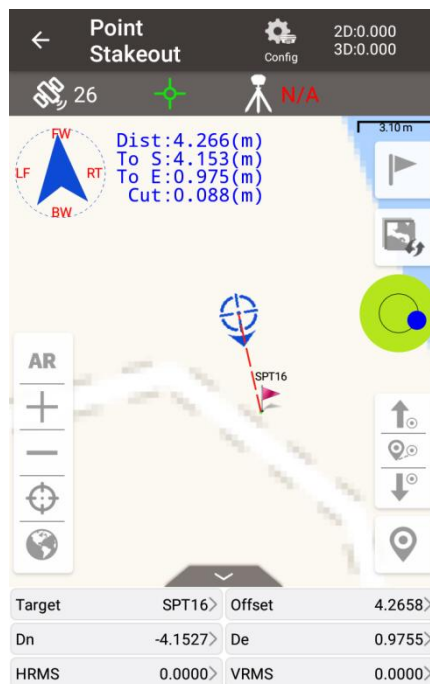 Point
Stakeout
Config
2D:0.000
3D:0.000
26
N/A
FW
LF
RT
BW
Dist:4.266(m)
To S:4.153(m)
To E:0.975(m)
Cut:0.088(m)
3.10 m
AR
SPT16
Target SPT16> Offset 4.2658>
Dn -4.1527> De 0.9755>
HRMS 0.0000> VRMS 0.0000>